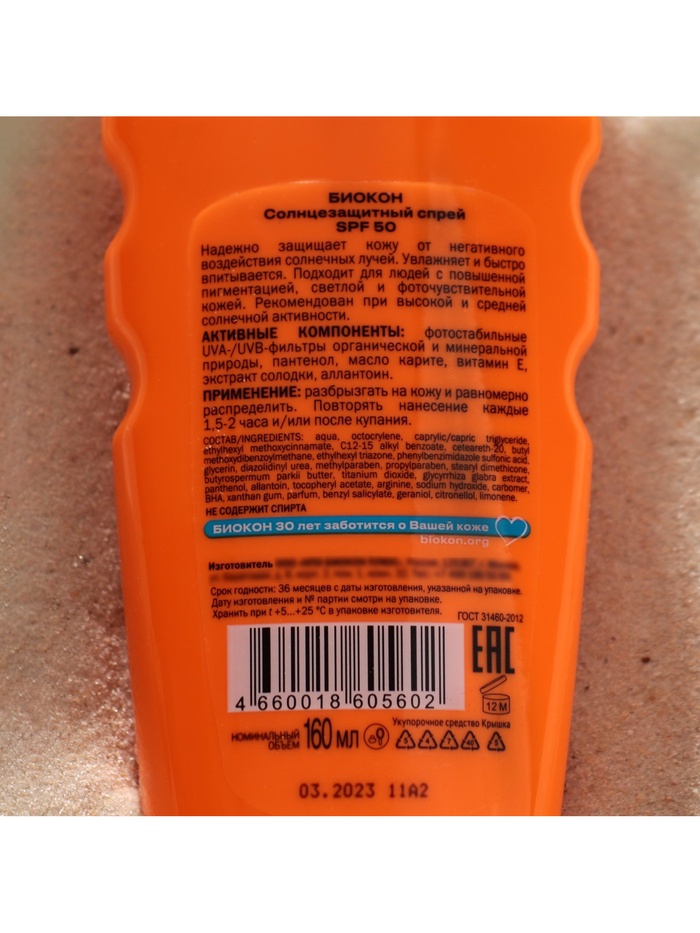 БИОКОН
Солнцезащитный спрей
SPF 50
Надежно защищает кожу от негативного
воздействия солнечных лучей. Увлажняет и быстро
впитывается. Подходит для людей с повышенной
пигментацией, светлой и фоточувствительной
кожей. Рекомендован при высокой и средней
солнечной активности.
АКТИВНЫЕ КОМПОНЕНТЫ: фотостабильные
UVA-/UVB-фильтры органической и минеральной
природы, пантенол, масло карите, витамин Е,
экстракт солодки, аллантоин.
ПРИМЕНЕНИЕ: разбрызгать на кожу и равномерно
распределить. Повторять нанесение каждые
1,5-2 часа и/или после купания.
СОСТАВ/INGREDIENTS: aqua, octocrylene, caprylic/capric triglyceride,
ethylhexyl methoxycinnamate, C12-15 alkyl benzoate, ceteareth-20, butyl
methoxydibenzoylmethane, ethylhexyl triazone, phenylbenzimidazole sulfonic acid,
glycerin, diazolidinyl urea, methylparaben, propylparaben, stearyl dimethicone,
butyrospermum parkii butter, titanium dioxide, glycyrrhiza glabra extract,
panthenol, allantoin, tocopheryl acetate, arginine, sodium hydroxide, carbomer,
BHA, xanthan gum, parfum, benzyl salicylate, geraniol, citronellol, limonene.
НЕ СОДЕРЖИТ СПИРТА
БИОКОН 30 лет заботится о Вашей коже
biokon.org
Изготовитель
Срок годности: 36 месяцев с даты изготовления, указанной на упаковке.
Дату изготовления и № партии смотри на упаковке.
Хранить при t +5...+25 °C в упаковке изготовителя.
ГОСТ 31460-2012
4 660018 605602
EAC
12 M
НОМИНАЛЬНЫЙ
ОБЪЕМ
160 мл
Укупорочное средство Крышка
03.2023 11A2